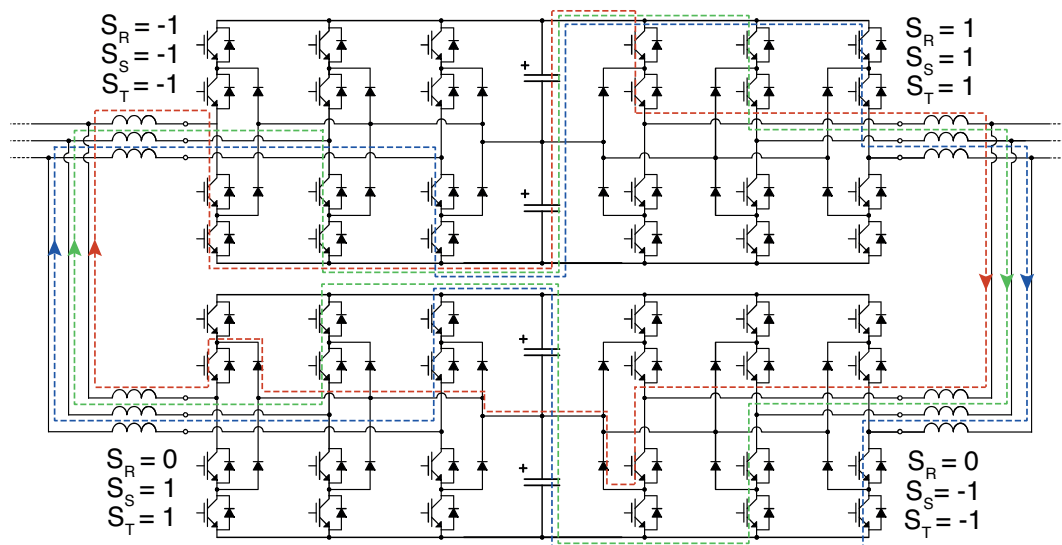 S_R = -1
S_S = -1
S_T = -1
S_R = 1
S_S = 1
S_T = 1
+
+
+
+
S_R = 0
S_S = 1
S_T = 1
S_R = 0
S_S = -1
S_T = -1